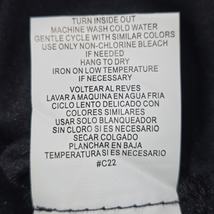 TURN INSIDE OUT
MACHINE WASH COLD WATER
GENTLE CYCLE WITH SIMILAR COLORS
USE ONLY NON-CHLORINE BLEACH
IF NEEDED
HANG TO DRY
IRON ON LOW TEMPERATURE
IF NECESSARY
VOLTEAR AL REVES
LAVAR A MAQUINA EN AGUA FRIA
CICLO LENTO DELICADO CON
COLORES SIMILARES
USAR SOLO BLANQUEADOR
SIN CLORO SI ES NECESARIO
SECAR COLGADO
PLANCHAR EN BAJA
TEMPERATURA SI ES NECESARIO
#C22